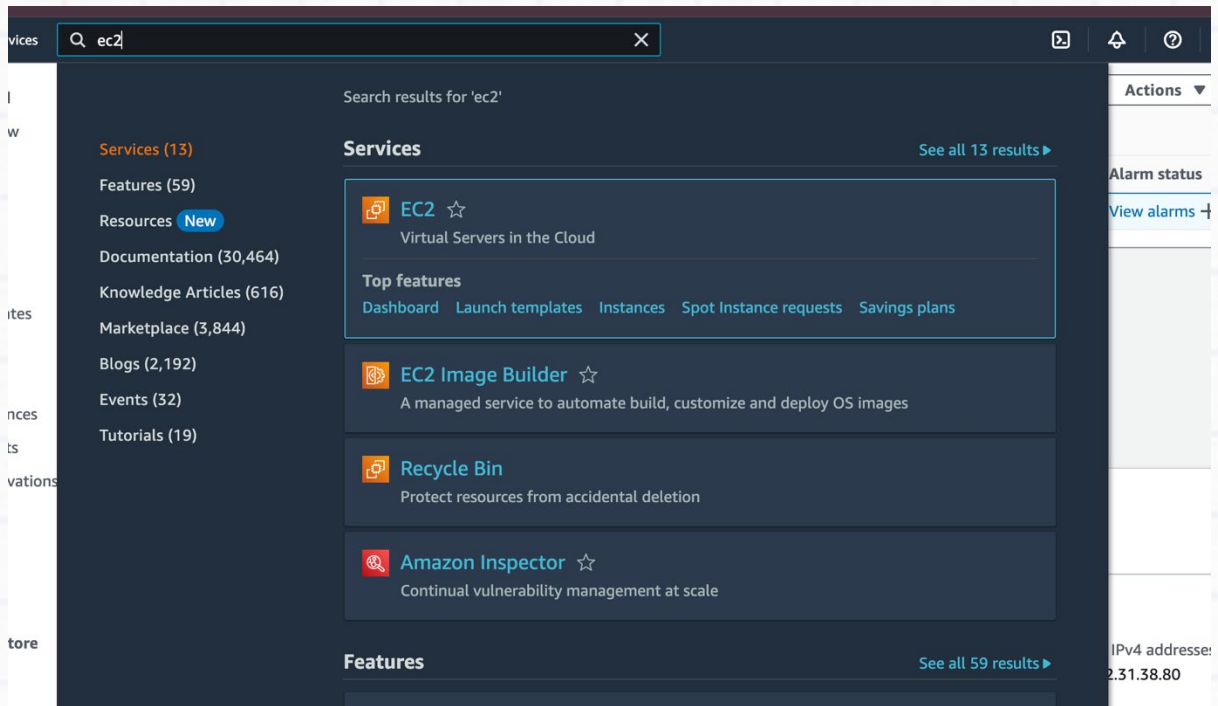 vices
ec2
Search results for 'ec2'
Services (13)
Features (59)
Resources New
Documentation (30,464)
Knowledge Articles (616)
Marketplace (3,844)
Blogs (2,192)
Events (32)
Tutorials (19)
Services
See all 13 results
EC2
Virtual Servers in the Cloud
Top features
Dashboard Launch templates Instances Spot Instance requests Savings plans
EC2 Image Builder
A managed service to automate build, customize and deploy OS images
Recycle Bin
Protect resources from accidental deletion
Amazon Inspector
Continual vulnerability management at scale
Features
See all 59 results
w
ates
nces
ts
vations
tore
Actions
Alarm status
View alarms +
IPv4 addresses
2.31.38.80